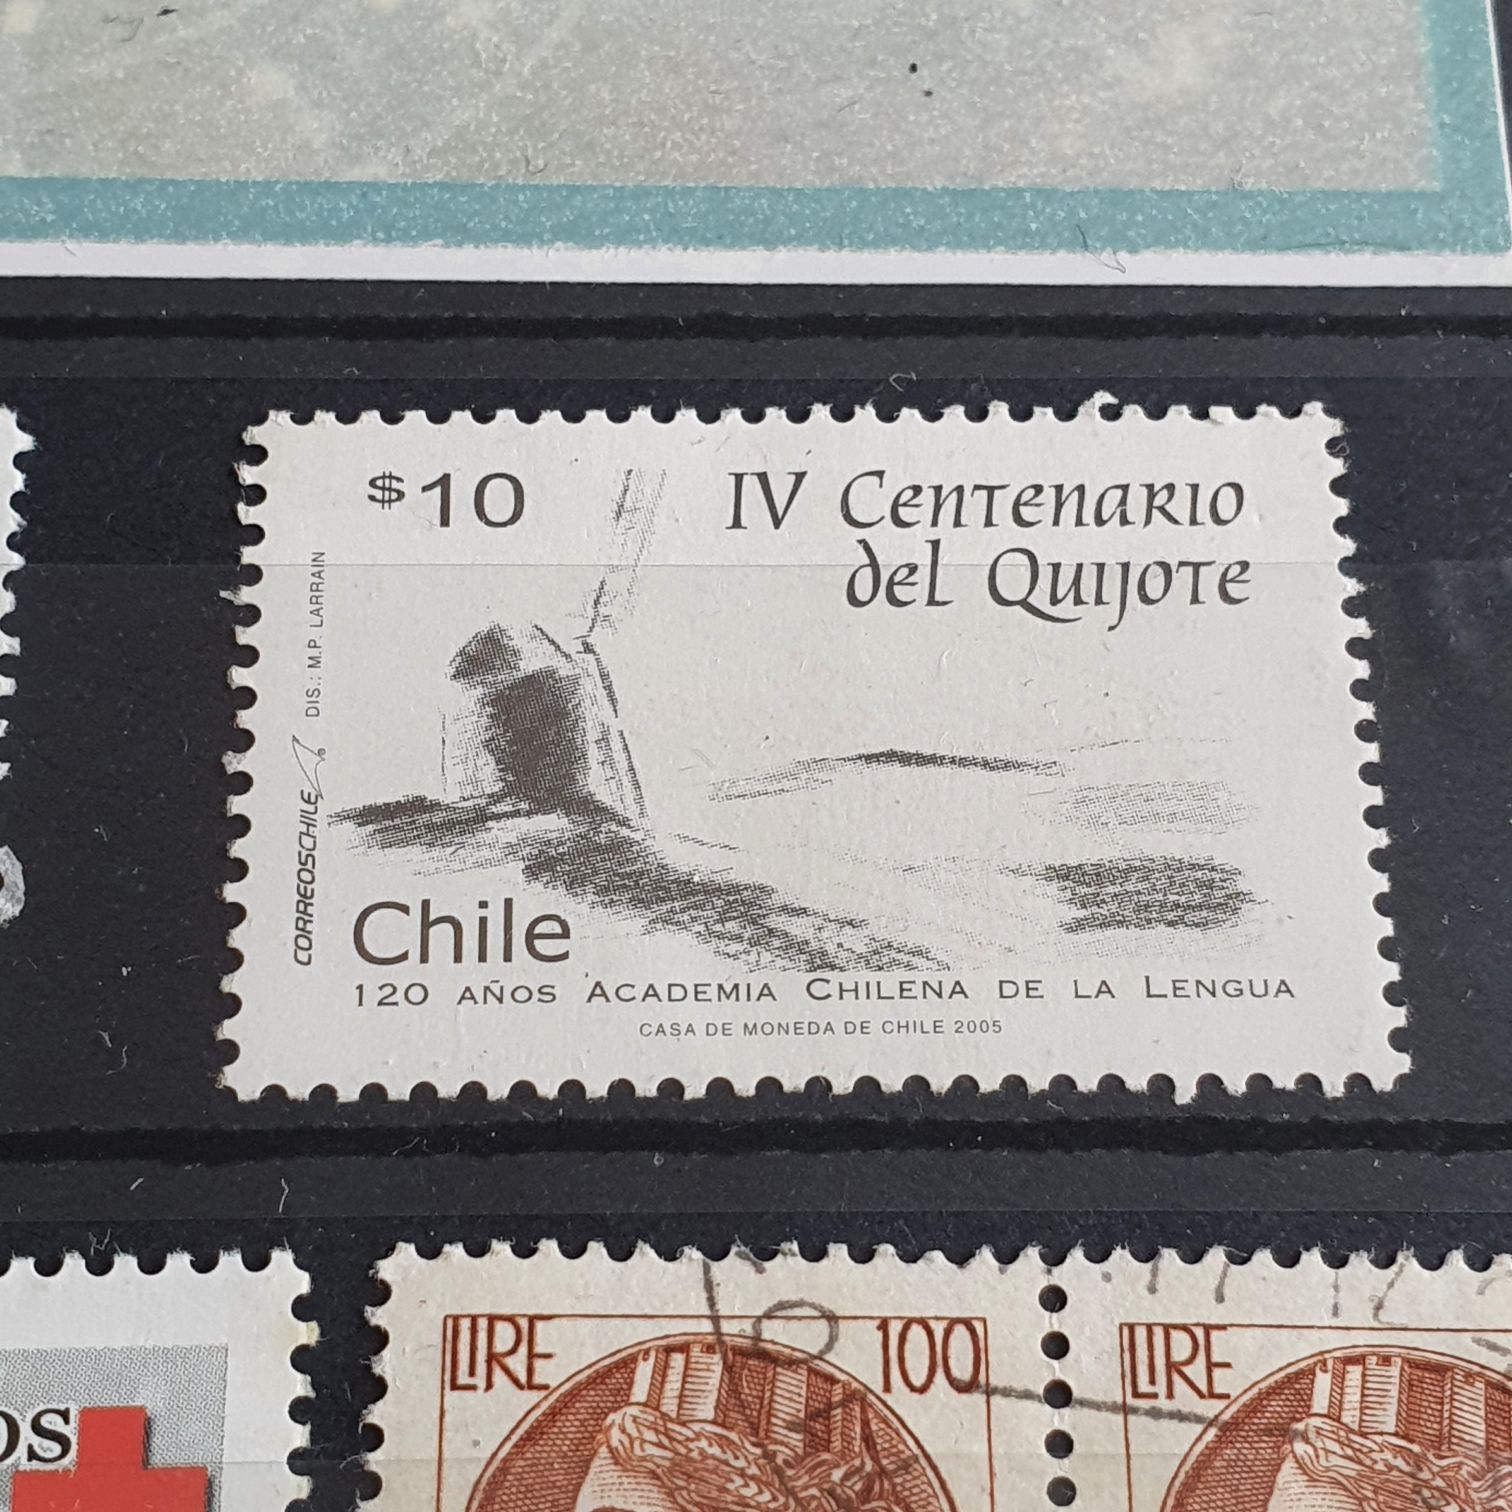 $10
IV Centenario
del Quijote
DIS.: M.P. LARRAIN
CORREOSCHILE
Chile
120 AÑOS ACADEMIA CHILENA DE LA LENGUA
CASA DE MONEDA DE CHILE 2005
LIRE 100
LIRE
os